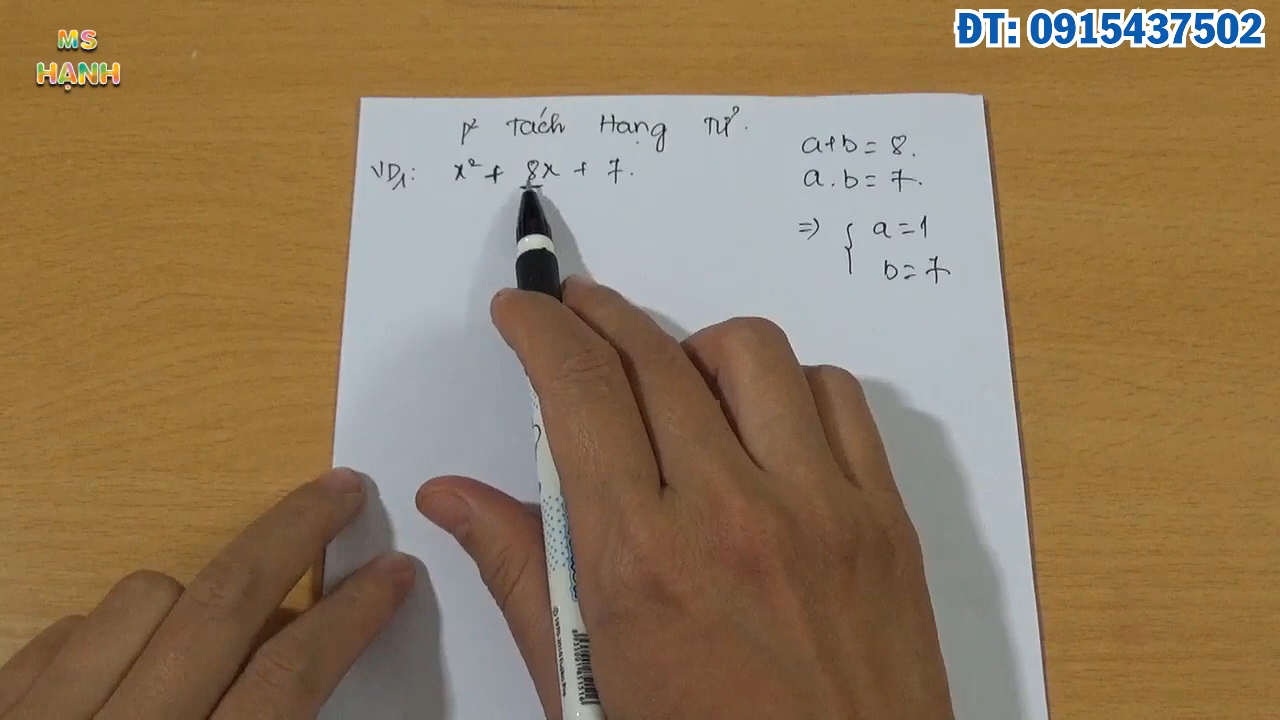 ĐT: 0915437502
MS
HẠNH
P² Tách Hạng Tử.
VD1: x² + 8x + 7.
a+b = 8.
a.b = 7.
=> { a = 1
b = 7